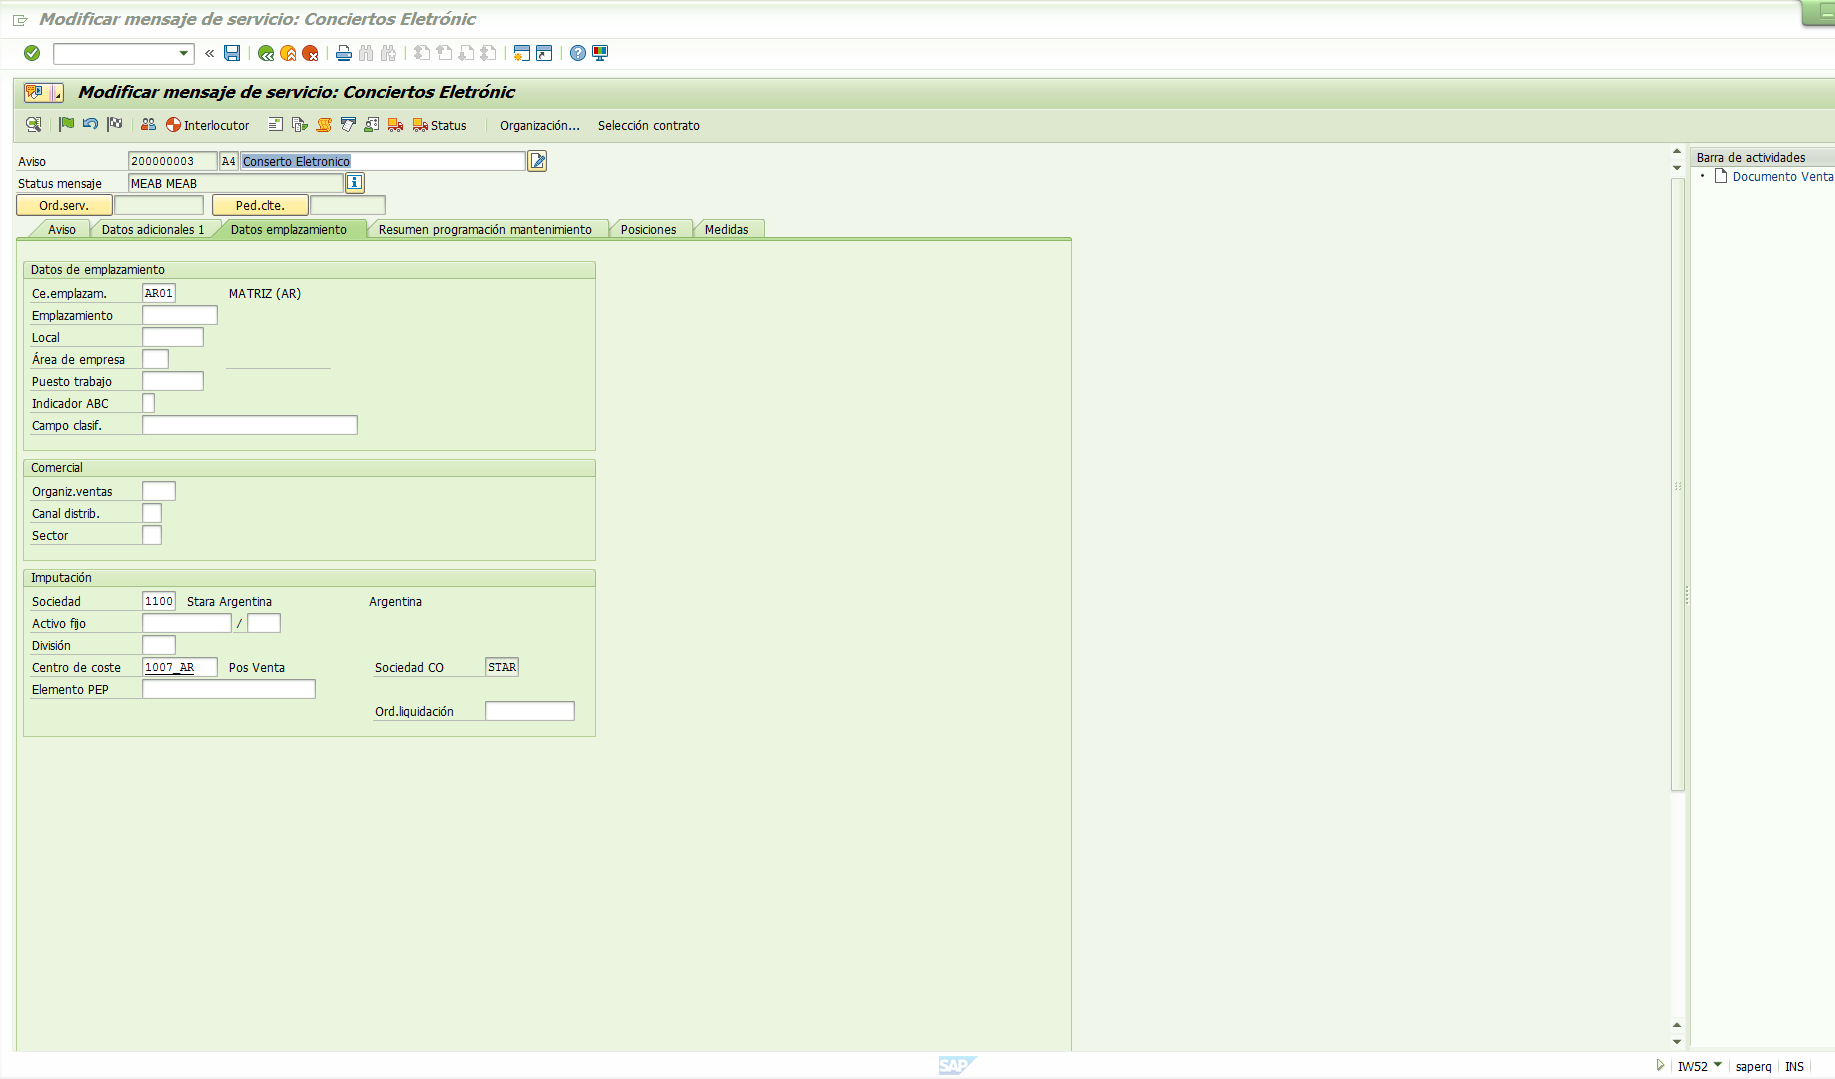 Modificar mensaje de servicio: Conciertos Eletrónic
Modificar mensaje de servicio: Conciertos Eletrónic
Interlocutor Status Organización... Selección contrato
Aviso 200000003 A4 Conserto Eletronico
Status mensaje MEAB MEAB
Ord.serv. Ped.clte.
Aviso Datos adicionales 1 Datos emplazamiento Resumen programación mantenimiento Posiciones Medidas
Datos de emplazamiento
Ce.emplazam. AR01 MATRIZ (AR)
Emplazamiento
Local
Área de empresa
Puesto trabajo
Indicador ABC
Campo clasif.
Comercial
Organiz.ventas
Canal distrib.
Sector
Imputación
Sociedad 1100 Stara Argentina Argentina
Activo fijo /
División
Centro de coste 1007_AR Pos Venta Sociedad CO STAR
Elemento PEP
Ord.liquidación
Barra de actividades
• Documento Venta
SAP
IW52 saperq INS